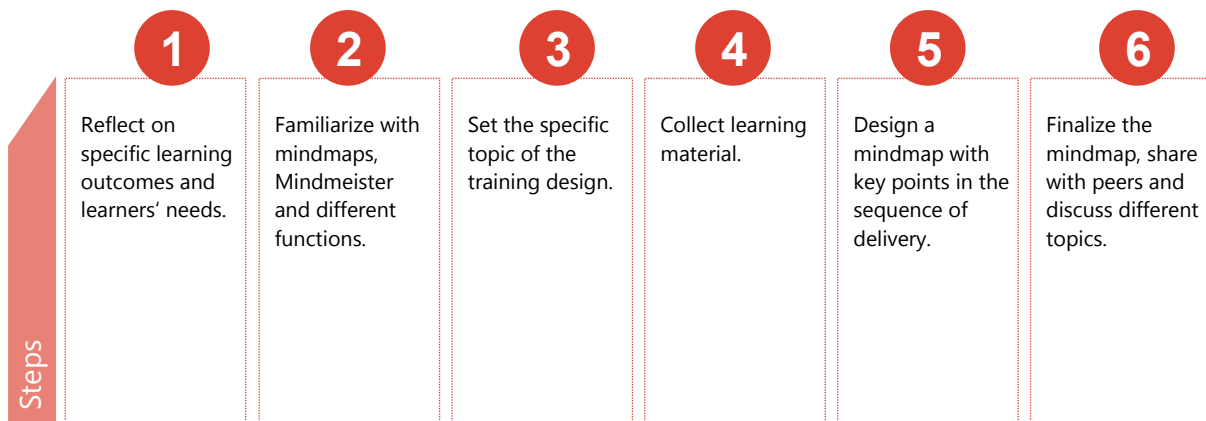 1
Reflect on
specific learning
outcomes and
learners‘ needs.
2
Familiarize with
mindmaps,
Mindmeister
and different
functions.
3
Set the specific
topic of the
training design.
4
Collect learning
material.
5
Design a
mindmap with
key points in the
sequence of
delivery.
6
Finalize the
mindmap, share
with peers and
discuss different
topics.
Steps